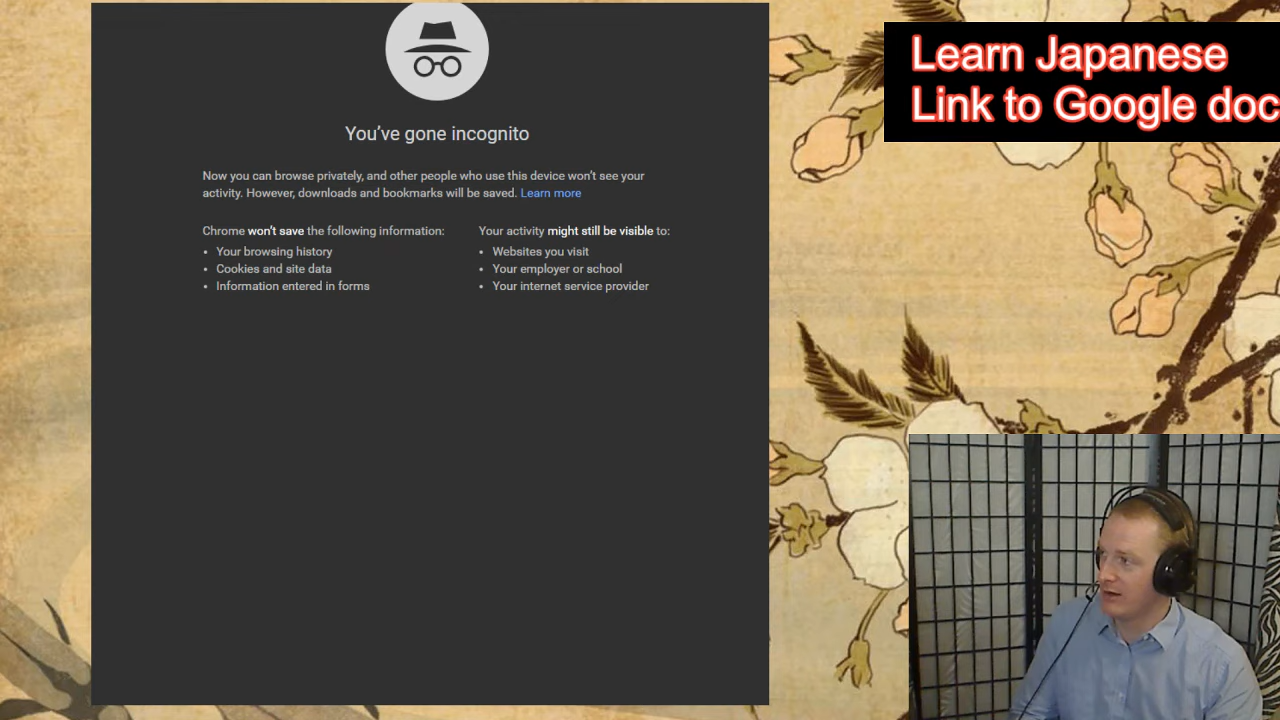 Learn Japanese
Link to Google doc
You've gone incognito
Now you can browse privately, and other people who use this device won't see your
activity. However, downloads and bookmarks will be saved. Learn more
Chrome won't save the following information:
Your browsing history
Cookies and site data
Information entered in forms
Your activity might still be visible to:
Websites you visit
Your employer or school
Your internet service provider